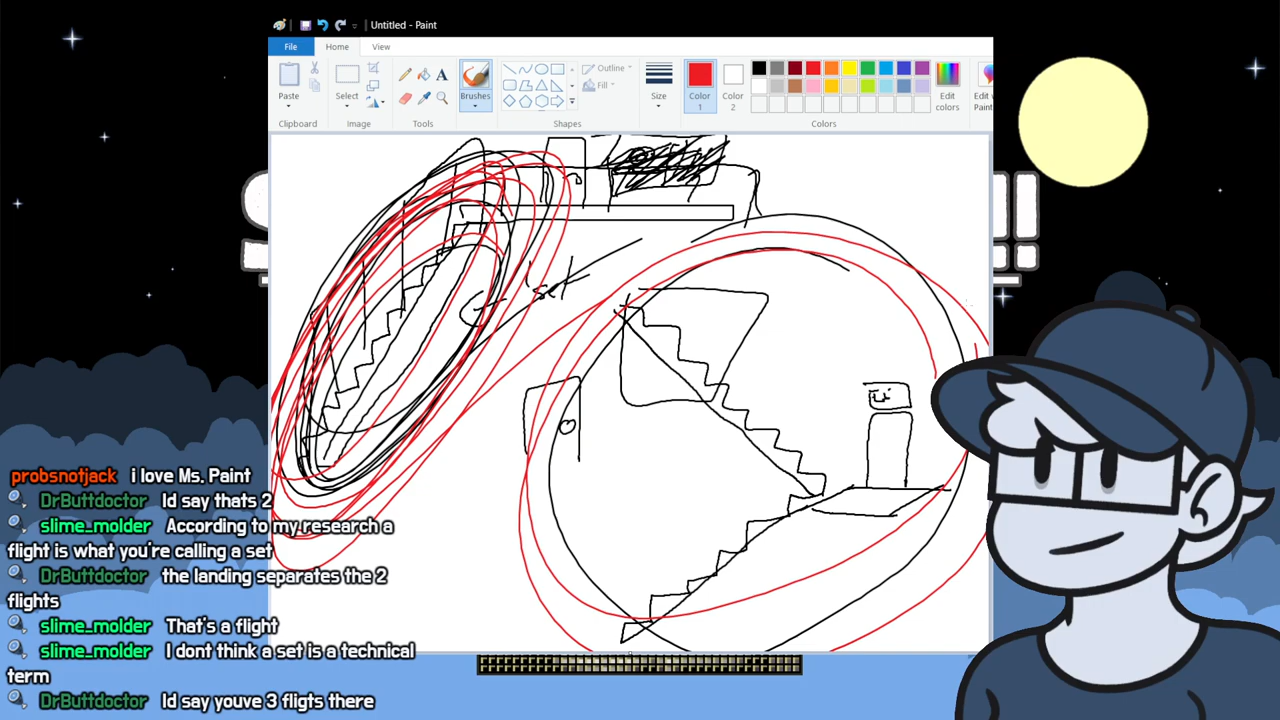 Untitled - Paint
File Home View
Paste
Select
A
Brushes
Outline
Fill
Size
Color 1
Color 2
Edit colors
Clipboard
Image
Tools
Shapes
Colors
1 set
probsnotjack i love Ms. Paint
DrButtdoctor Id say thats 2
slime_molder According to my research a
flight is what you're calling a set
DrButtdoctor the landing separates the 2
flights
slime_molder That's a flight
slime_molder I dont think a set is a technical
term
DrButtdoctor Id say youve 3 fligts there